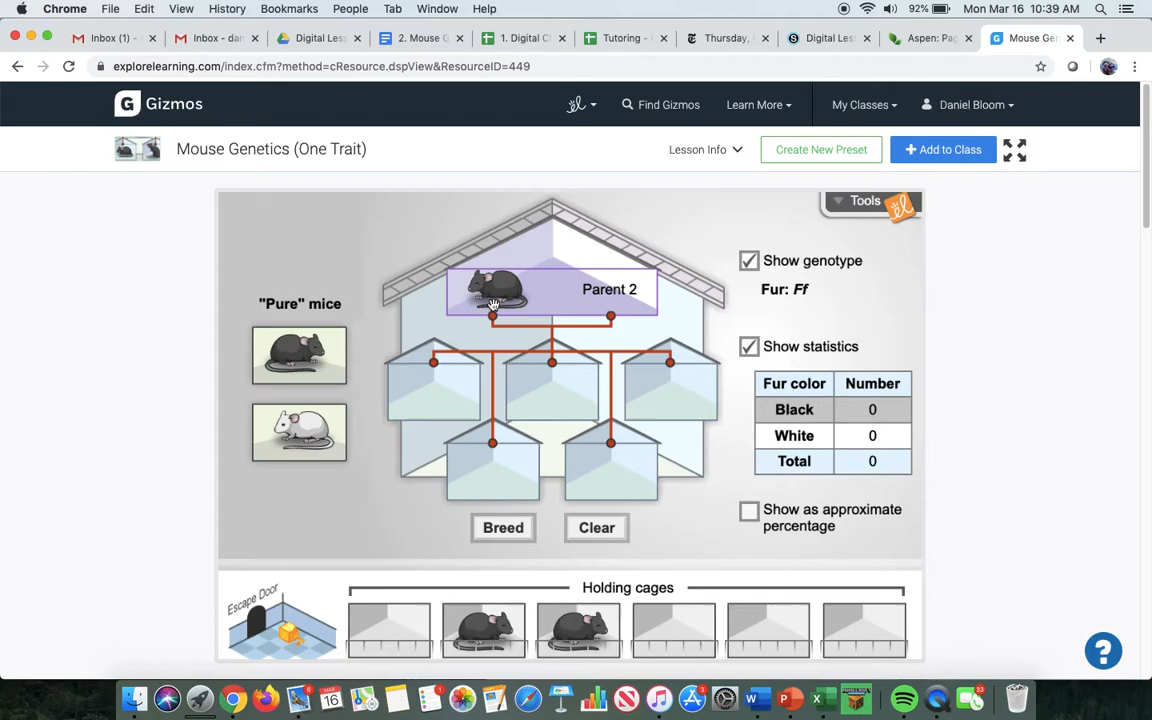 Chrome File Edit View History Bookmarks People Tab Window Help 92% Mon Mar 16 10:39 AM
Inbox (1) - Inbox - dan Digital Les 2. Mouse G 1. Digital C Tutoring - Thursday, Digital Les Aspen: Pa Mouse Gen
explorelearning.com/index.cfm?method=cResource.dspView&ResourceID=449
G Gizmos el Find Gizmos Learn More My Classes Daniel Bloom
Mouse Genetics (One Trait) Lesson Info Create New Preset + Add to Class
Tools el
Show genotype
"Pure" mice
Parent 2
Fur: Ff
Show statistics
Fur color Number
Black 0
White 0
Total 0
Show as approximate
percentage
Breed Clear
Holding cages
Escape Door
?